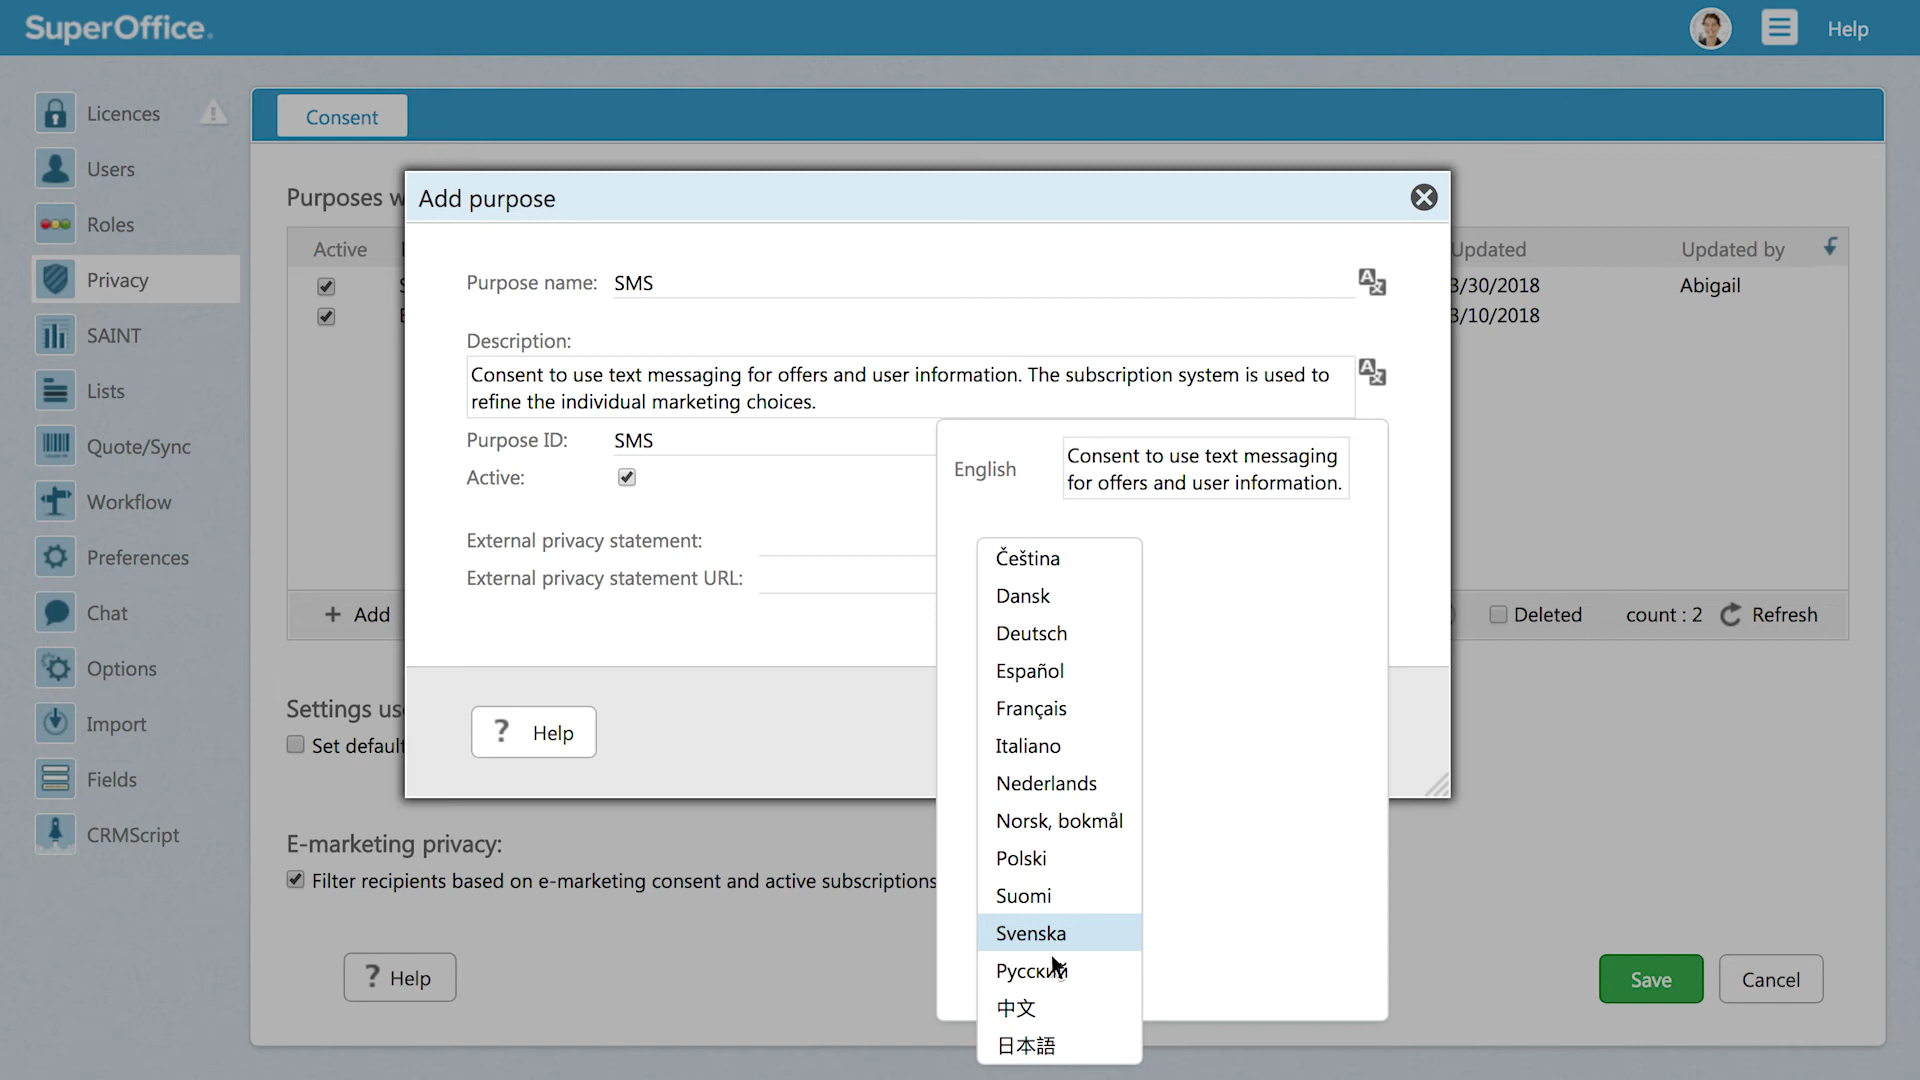 SuperOffice.
Help
Licences
Users
Roles
Privacy
SAINT
Lists
Quote/Sync
Workflow
Preferences
Chat
Options
Import
Fields
CRMScript
Consent
Purposes
Active
Updated
Updated by
3/30/2018
Abigail
3/10/2018
Add
Deleted
count : 2
Refresh
Settings
Set default
E-marketing privacy:
Filter recipients based on e-marketing consent and active subscriptions
? Help
Save
Cancel
Add purpose
Purpose name: SMS
Description:
Consent to use text messaging for offers and user information. The subscription system is used to
refine the individual marketing choices.
Purpose ID: SMS
Active:
External privacy statement:
External privacy statement URL:
? Help
English
Consent to use text messaging
for offers and user information.
Čeština
Dansk
Deutsch
Español
Français
Italiano
Nederlands
Norsk, bokmål
Polski
Suomi
Svenska
Русский
中文
日本語